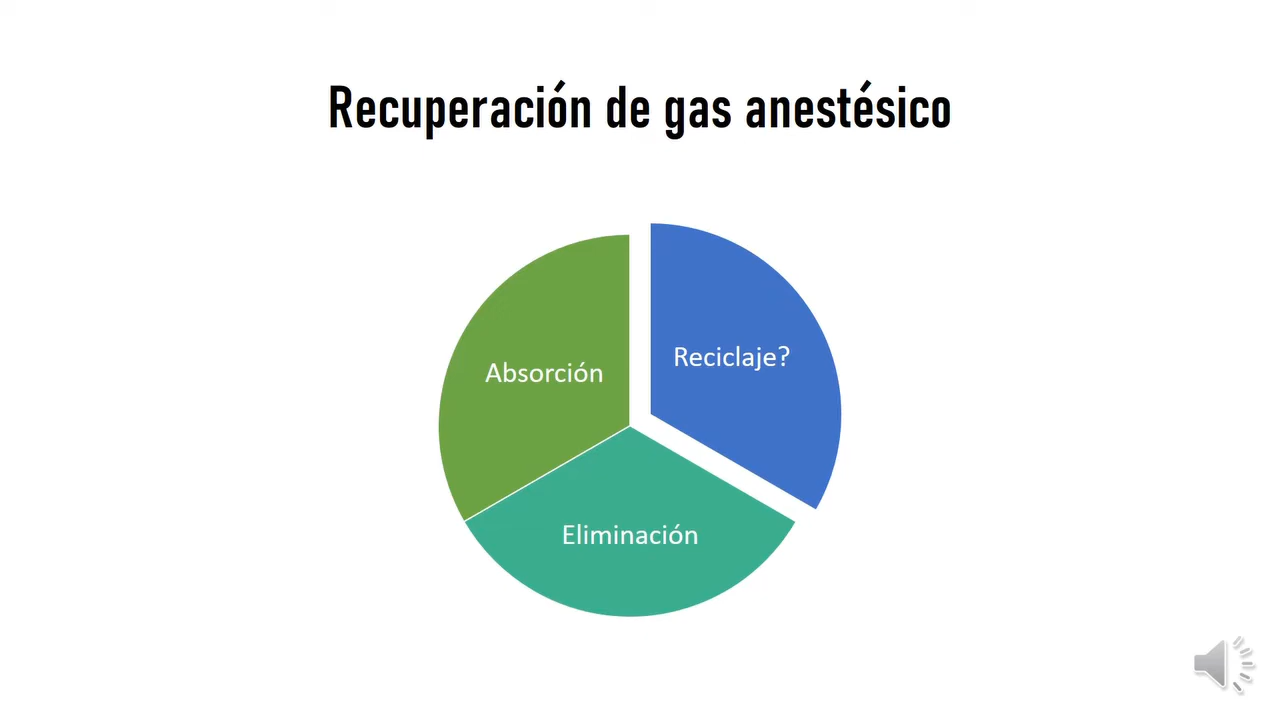 Recuperación de gas anestésico
Absorción
Reciclaje?
Eliminación